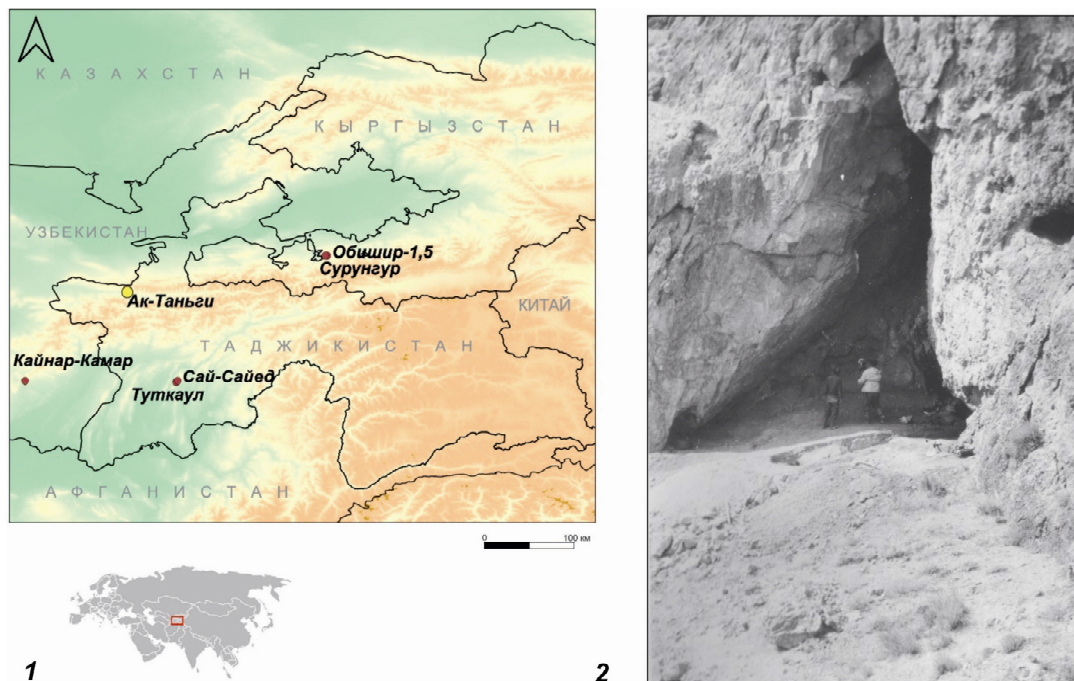 КАЗАХСТАН
КЫРГЫЗСТАН
УЗБЕКИСТАН
Обишир-1,5
Сурунгур
Ак-Таньги
КИТАЙ
ТАДЖИКИСТАН
Кайнар-Камар
Сай-Сайед
Туткаул
АФГАНИСТАН
0 100 км
1
2